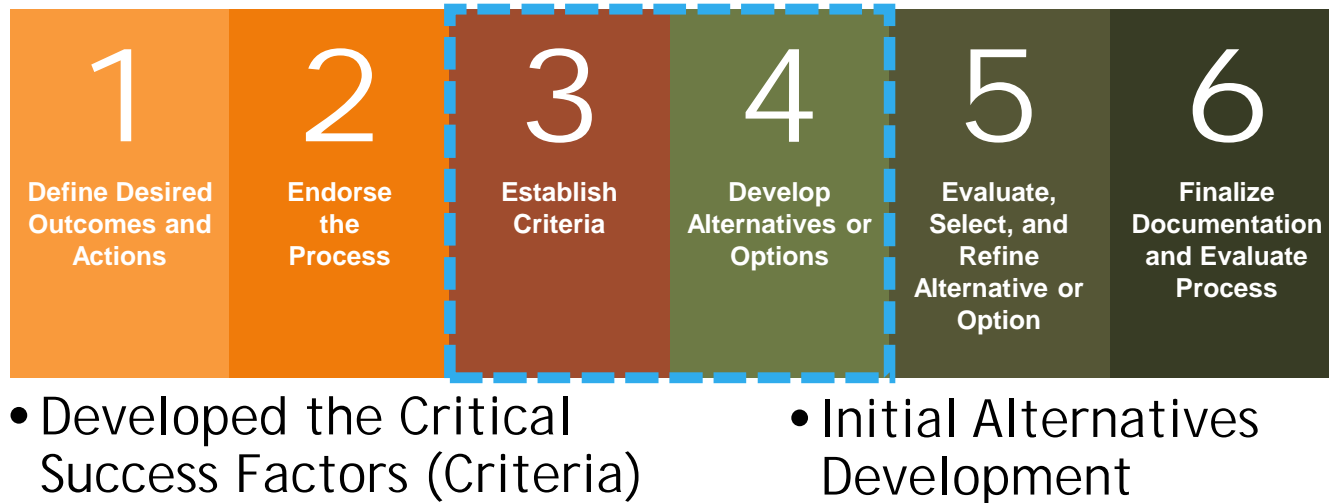 1
Define Desired
Outcomes and
Actions
2
Endorse
the
Process
3
Establish
Criteria
4
Develop
Alternatives or
Options
5
Evaluate,
Select, and
Refine
Alternative or
Option
6
Finalize
Documentation
and Evaluate
Process
• Developed the Critical
Success Factors (Criteria)
• Initial Alternatives
Development